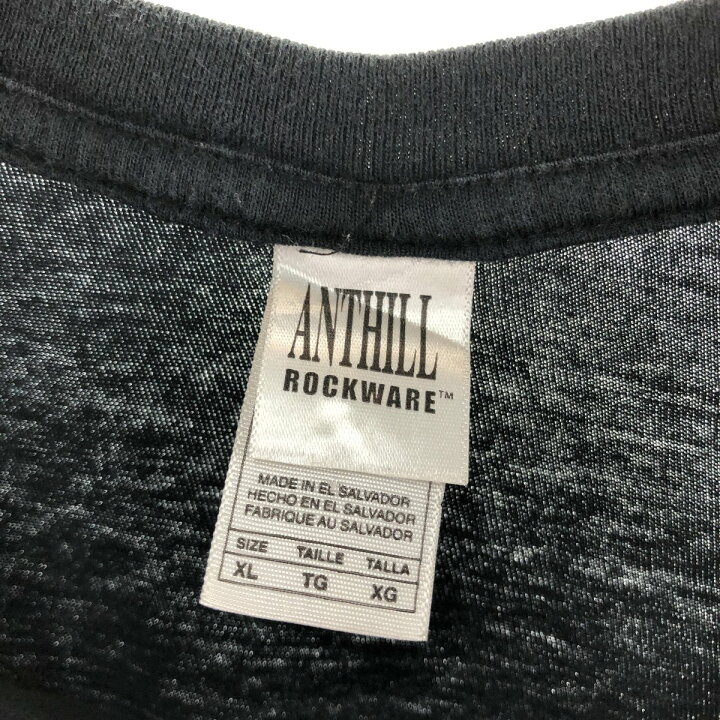 ANTHILL
ROCKWARE™
MADE IN EL SALVADOR
HECHO EN EL SALVADOR
FABRIQUE AU SALVADOR
SIZE TAILLE TALLA
XL TG XG